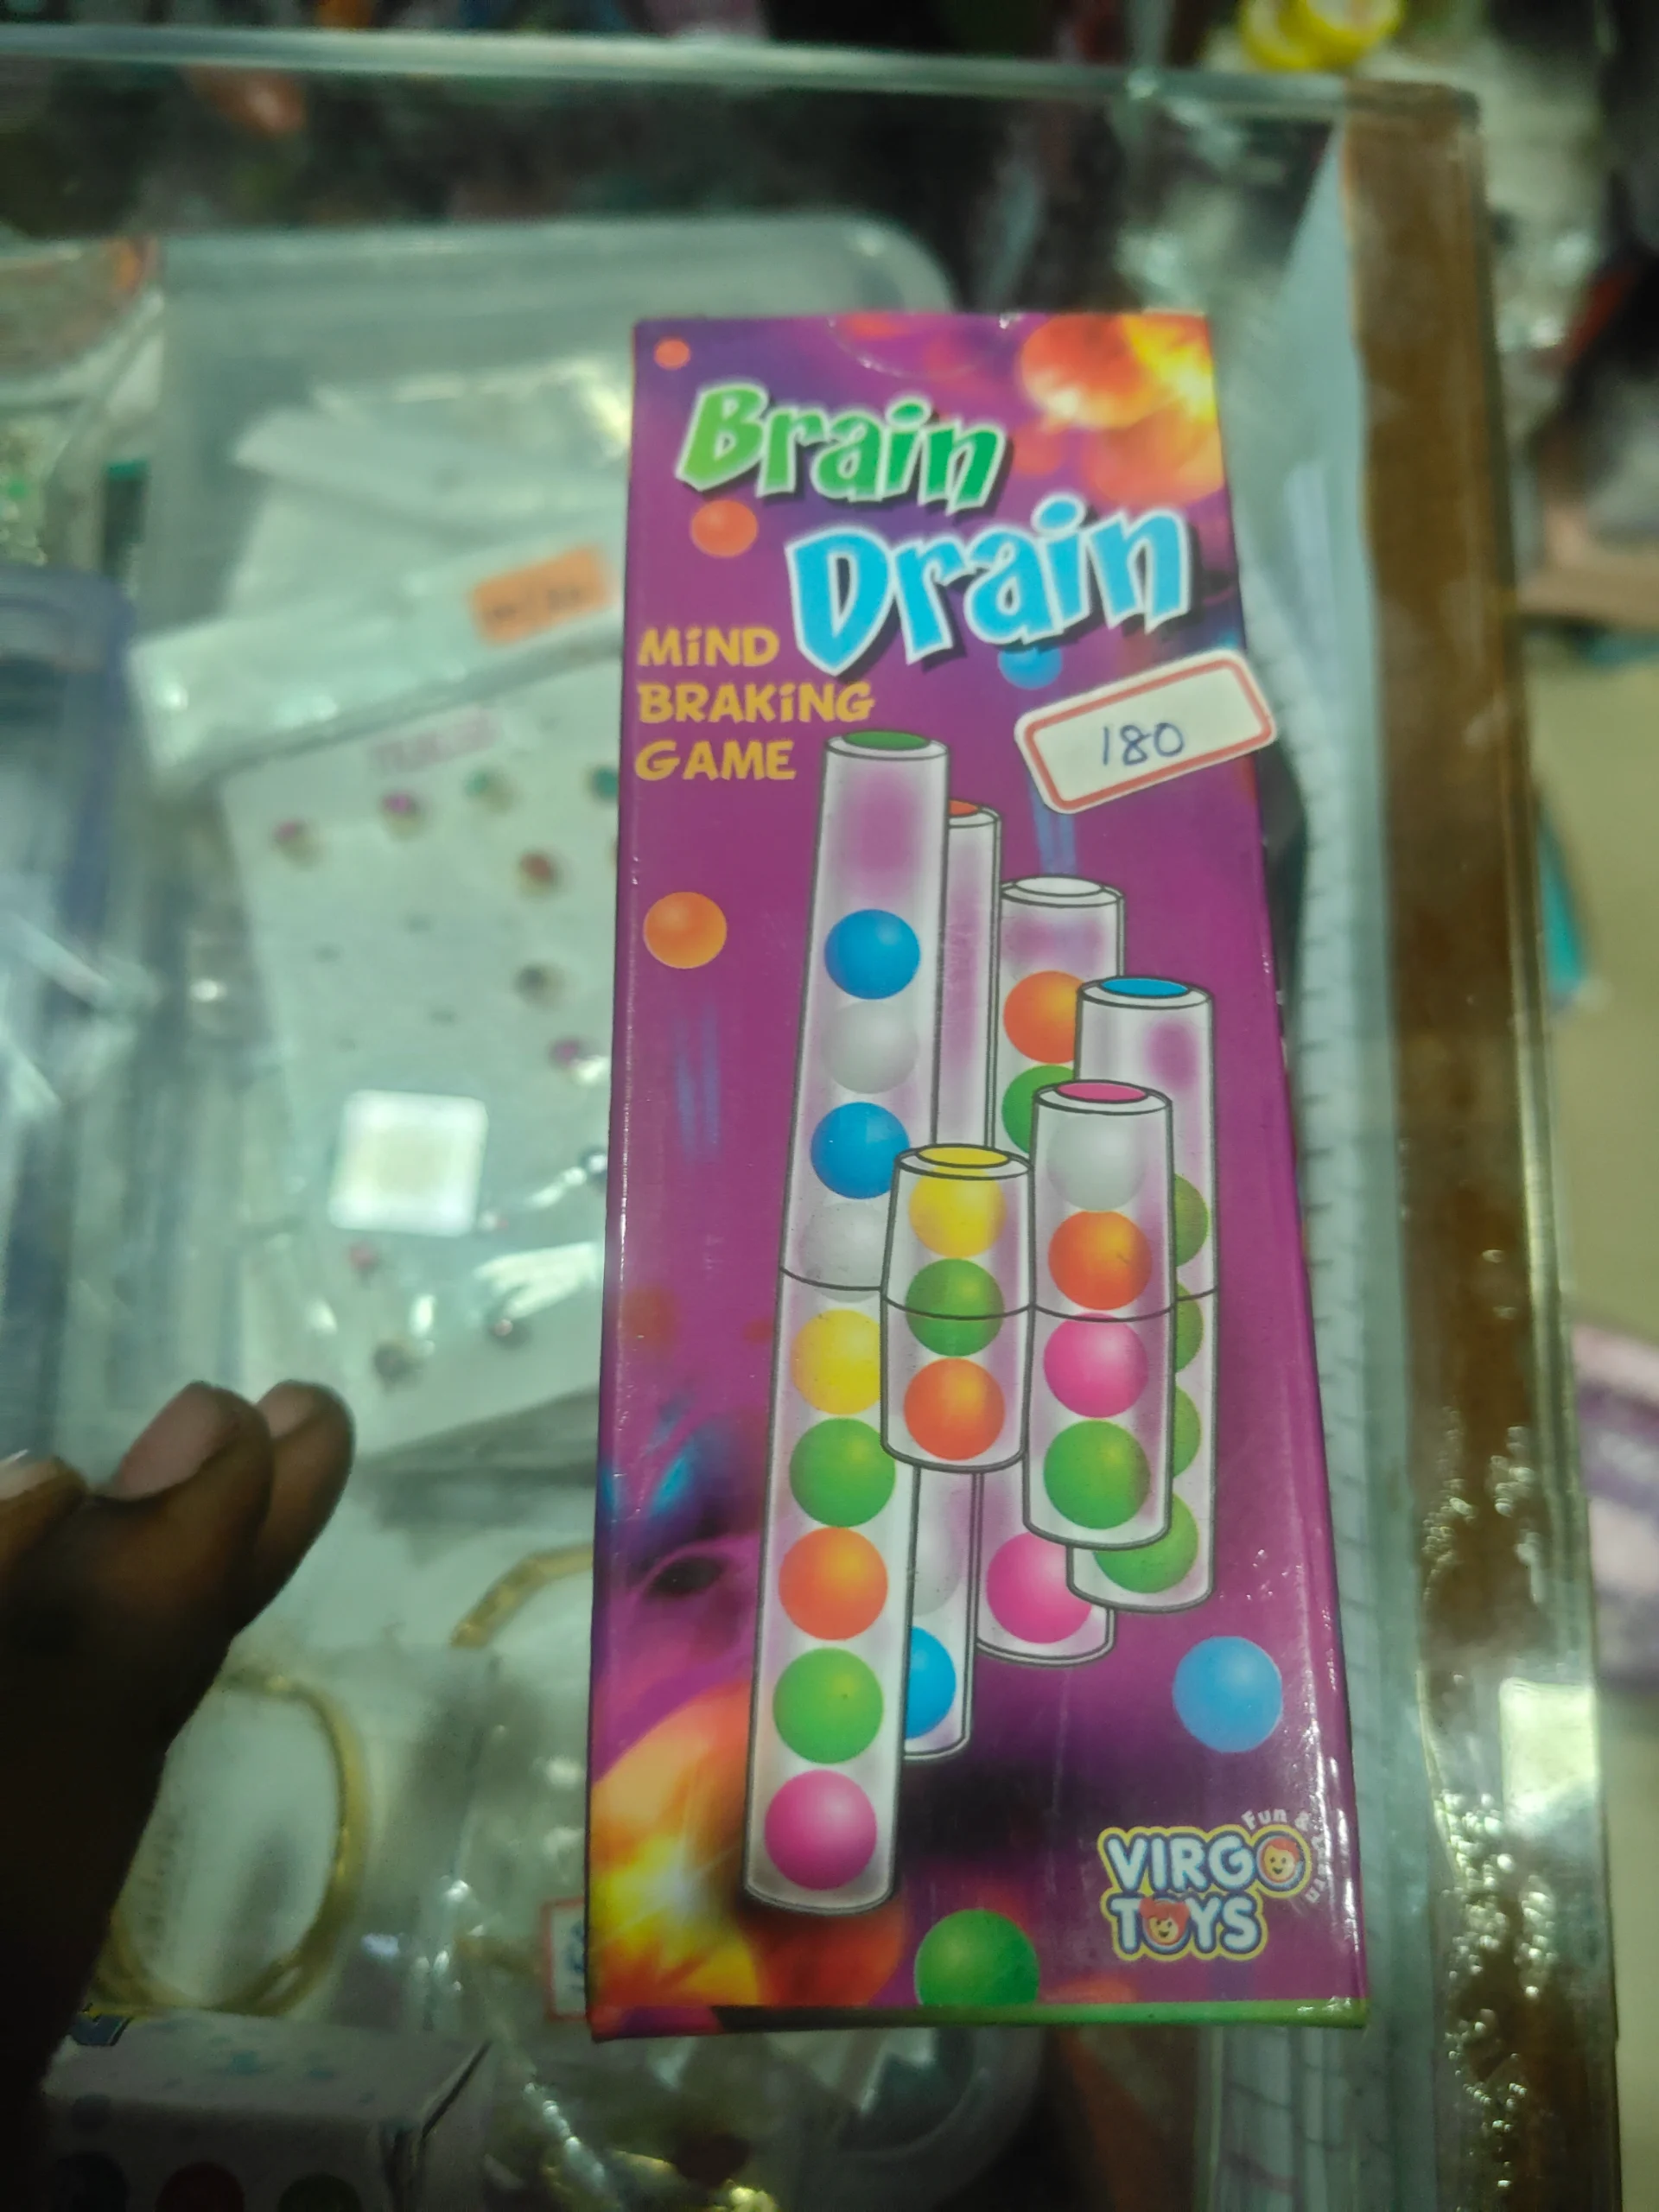 Brain
Drain
MiND
BRAKiNG
GAME
180
Fun &
VIRGO
TOYS